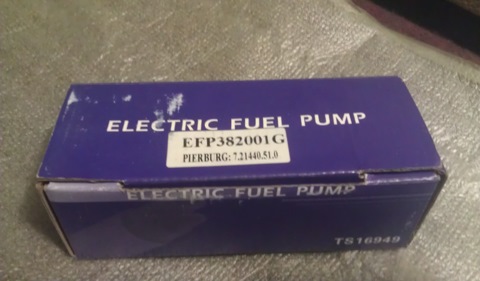 ELECTRIC FUEL PUMP
EFP382001G
PIERBURG: 7.21440.51.0
ELECTRIC FUEL PUMP
TS16949